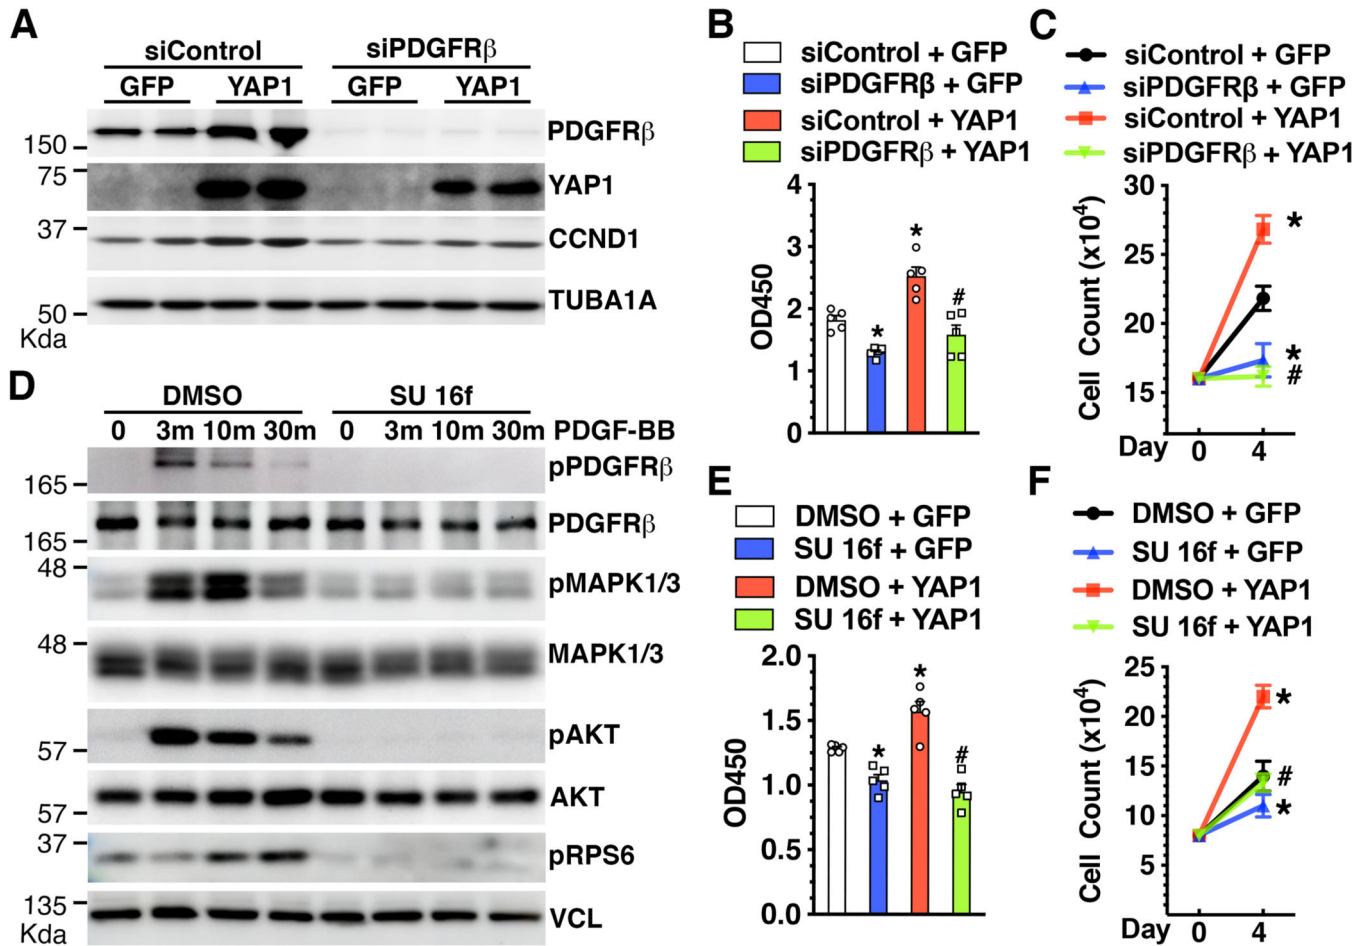 A
siControl siPDGFRβ
GFP YAP1 GFP YAP1
150
PDGFRβ
75
YAP1
37
CCND1
50
TUBA1A
Kda
B
siControl + GFP
siPDGFRβ + GFP
siControl + YAP1
siPDGFRβ + YAP1
OD450
4
3
2
1
0
*
*
#
C
siControl + GFP
siPDGFRβ + GFP
siControl + YAP1
siPDGFRβ + YAP1
Cell Count (x10⁴)
30
25
20
15
*
*
#
Day 0 4
D
DMSO SU 16f
0 3m 10m 30m 0 3m 10m 30m PDGF-BB
165
pPDGFRβ
165
PDGFRβ
48
pMAPK1/3
48
MAPK1/3
57
pAKT
57
AKT
37
pRPS6
135
VCL
Kda
E
DMSO + GFP
SU 16f + GFP
DMSO + YAP1
SU 16f + YAP1
OD450
2.0
1.5
1.0
0.5
0.0
*
*
#
F
DMSO + GFP
SU 16f + GFP
DMSO + YAP1
SU 16f + YAP1
Cell Count (x10⁴)
25
20
15
10
5
*
#
*
Day 0 4